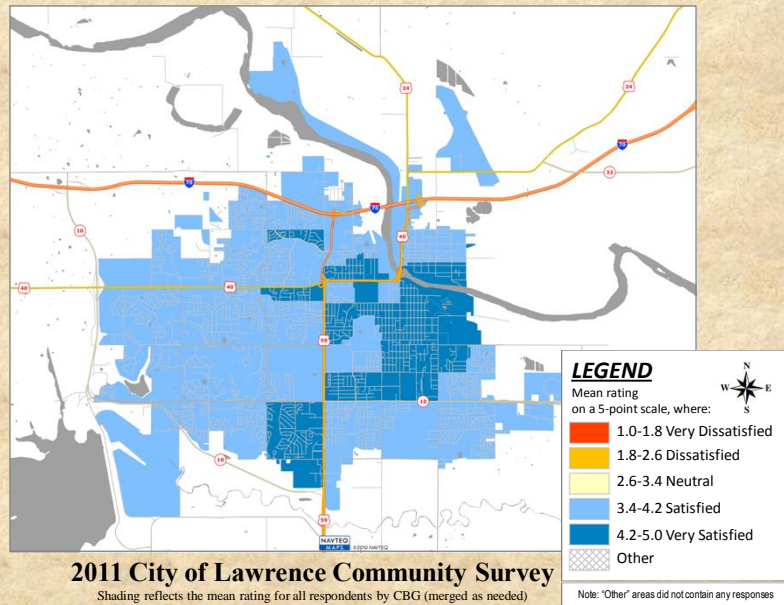 24
24
70
70
32
70
10
40
40
40
59
10
10
59
NAVTEQ
MAPS ©2010 NAVTEQ
LEGEND
Mean rating
on a 5-point scale, where:
N
W E
S
1.0-1.8 Very Dissatisfied
1.8-2.6 Dissatisfied
2.6-3.4 Neutral
3.4-4.2 Satisfied
4.2-5.0 Very Satisfied
Other
2011 City of Lawrence Community Survey
Shading reflects the mean rating for all respondents by CBG (merged as needed)
Note: "Other" areas did not contain any responses